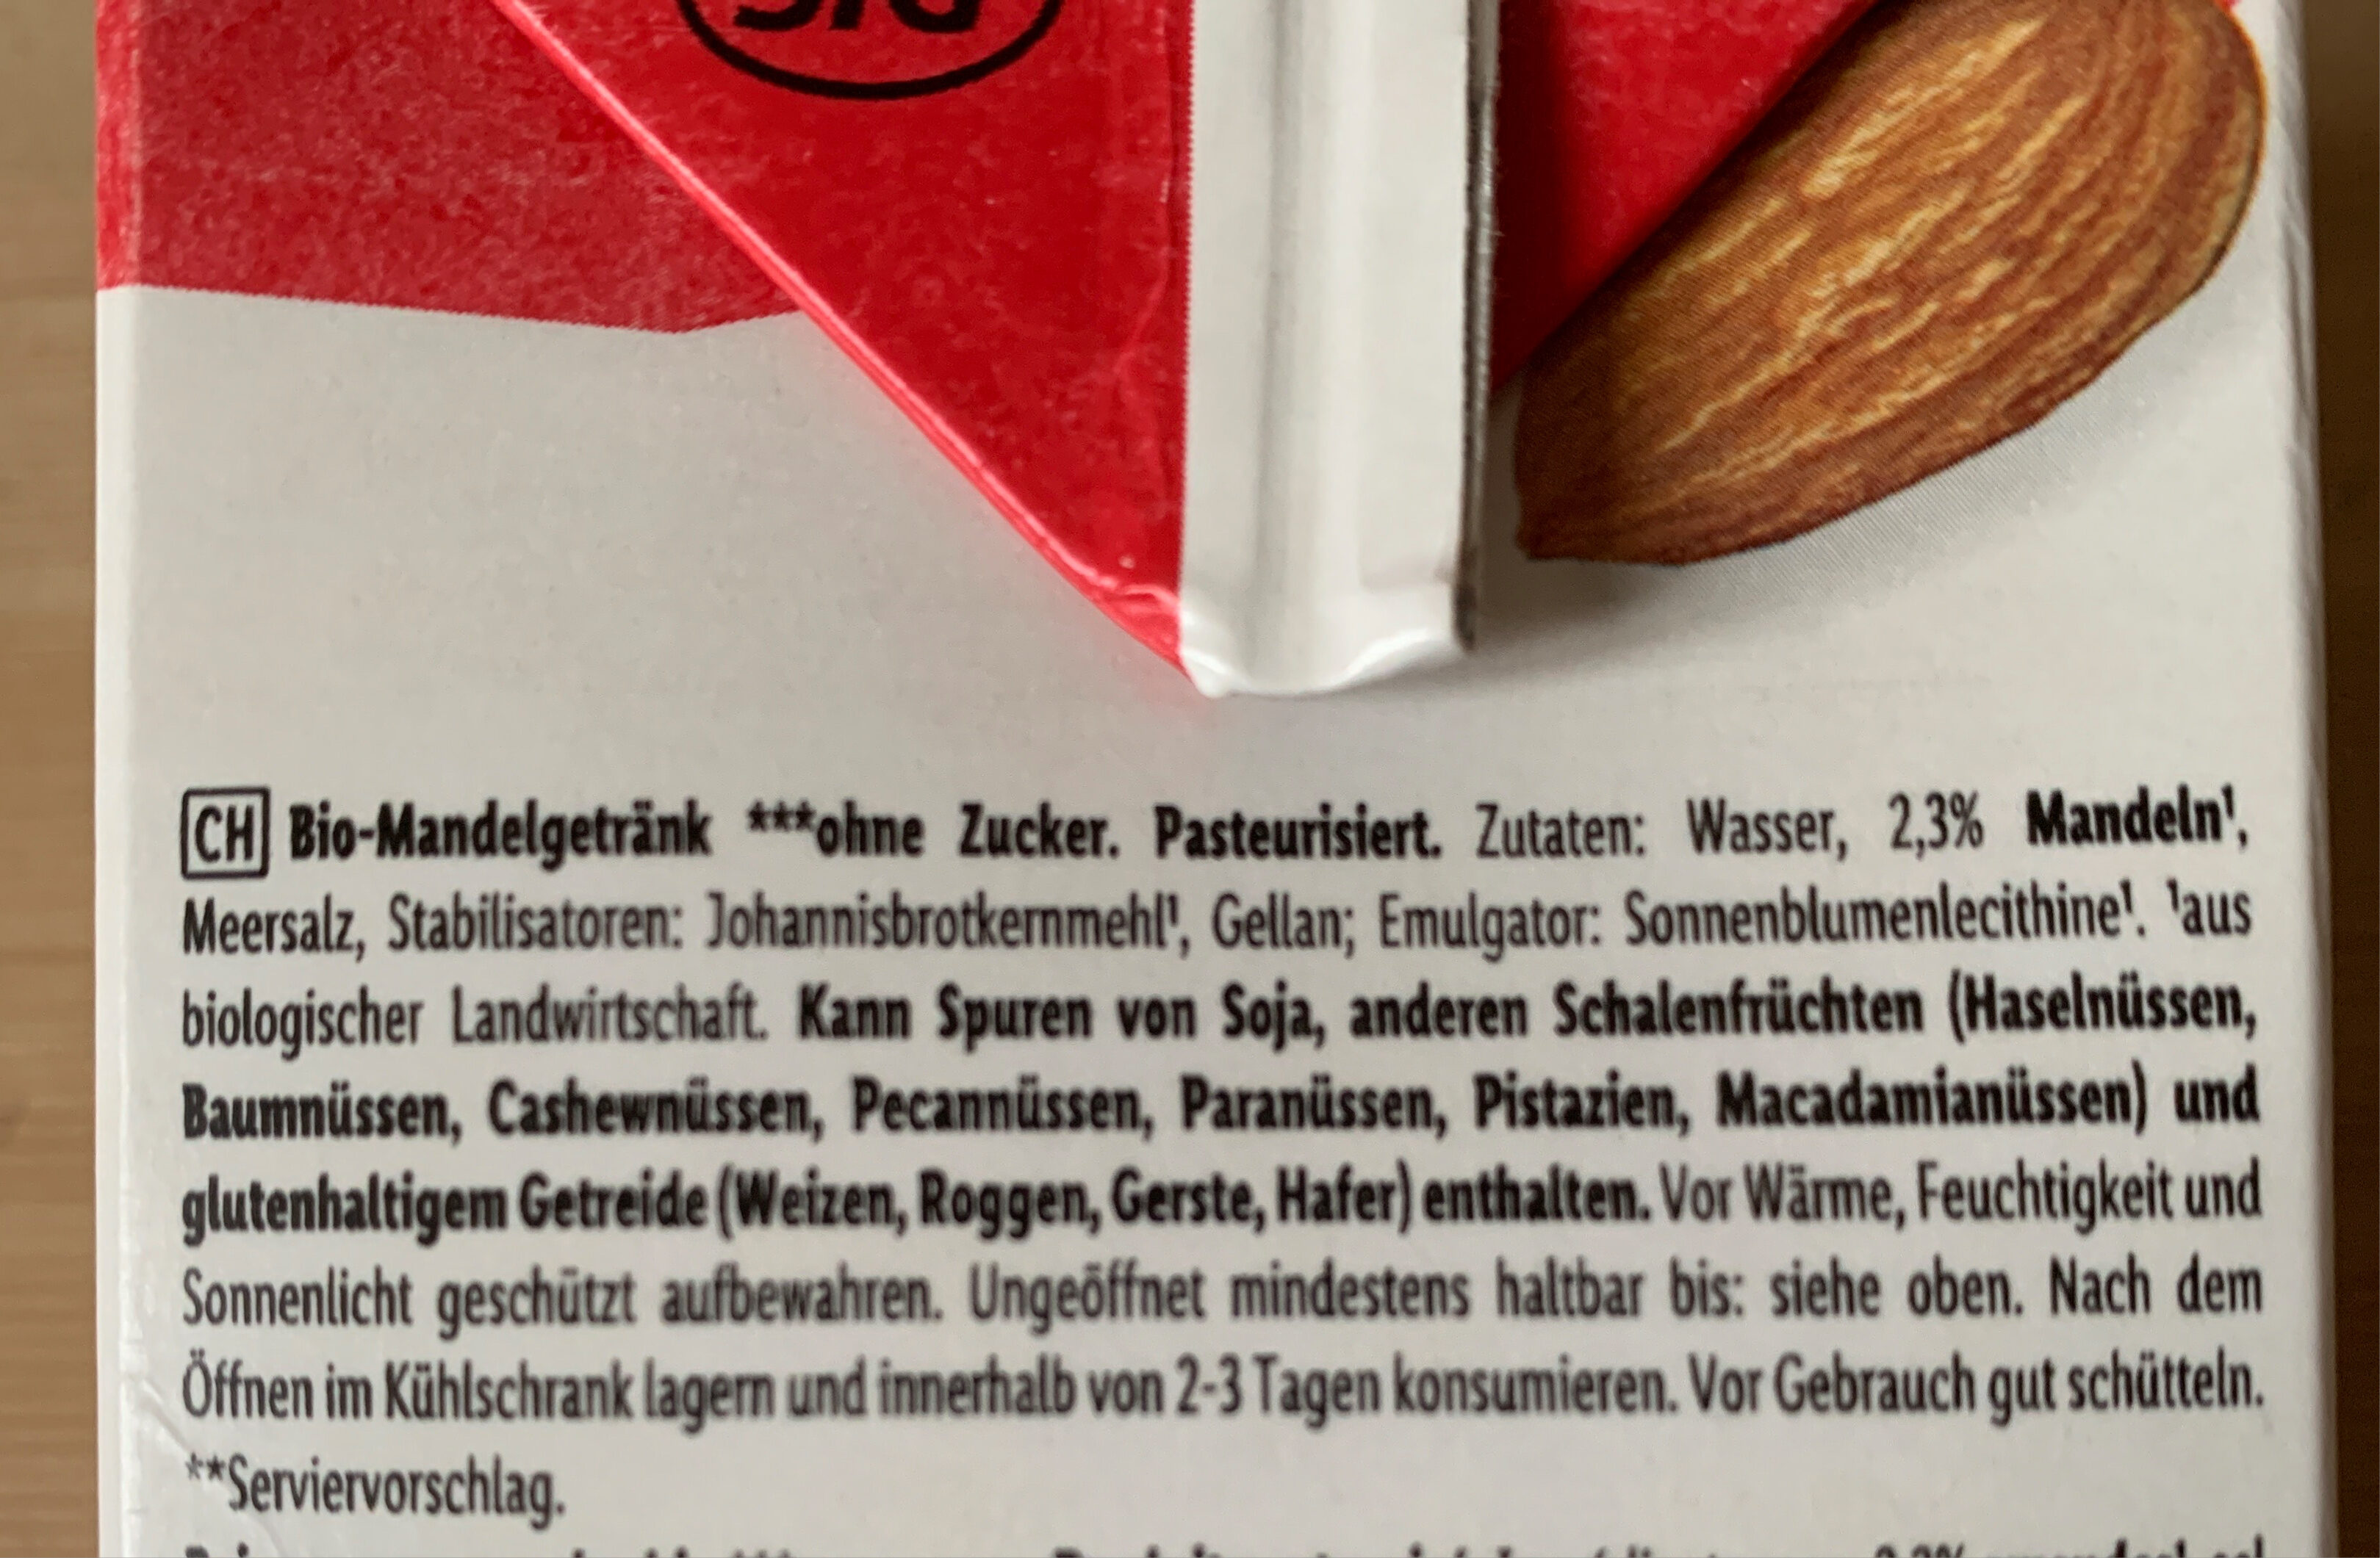 CH Bio-Mandelgetränk ***ohne Zucker. Pasteurisiert. Zutaten: Wasser, 2,3% Mandeln¹,
Meersalz, Stabilisatoren: Johannisbrotkernmehl¹, Gellan; Emulgator: Sonnenblumenlecithine¹. ¹aus
biologischer Landwirtschaft. Kann Spuren von Soja, anderen Schalenfrüchten (Haselnüssen,
Baumnüssen, Cashewnüssen, Pecannüssen, Paranüssen, Pistazien, Macadamianüssen) und
glutenhaltigem Getreide (Weizen, Roggen, Gerste, Hafer) enthalten. Vor Wärme, Feuchtigkeit und
Sonnenlicht geschützt aufbewahren. Ungeöffnet mindestens haltbar bis: siehe oben. Nach dem
Öffnen im Kühlschrank lagern und innerhalb von 2-3 Tagen konsumieren. Vor Gebrauch gut schütteln.
**Serviervorschlag.